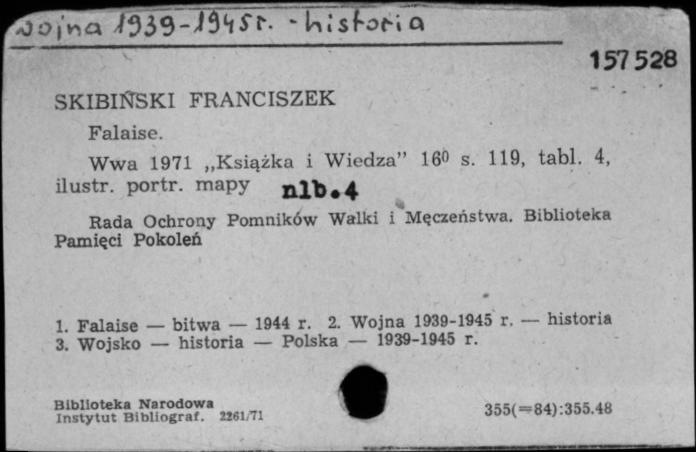 wojna 1939-1945r. - historia
157528
SKIBIŃSKI FRANCISZEK
Falaise.
Wwa 1971 „Książka i Wiedza” 16⁰ s. 119, tabl. 4,
ilustr. portr. mapy nlb.4
Rada Ochrony Pomników Walki i Męczeństwa. Biblioteka
Pamięci Pokoleń
1. Falaise — bitwa — 1944 r. 2. Wojna 1939-1945 r. — historia
3. Wojsko — historia — Polska — 1939-1945 r.
Biblioteka Narodowa
Instytut Bibliograf. 2261/71
355(=84):355.48